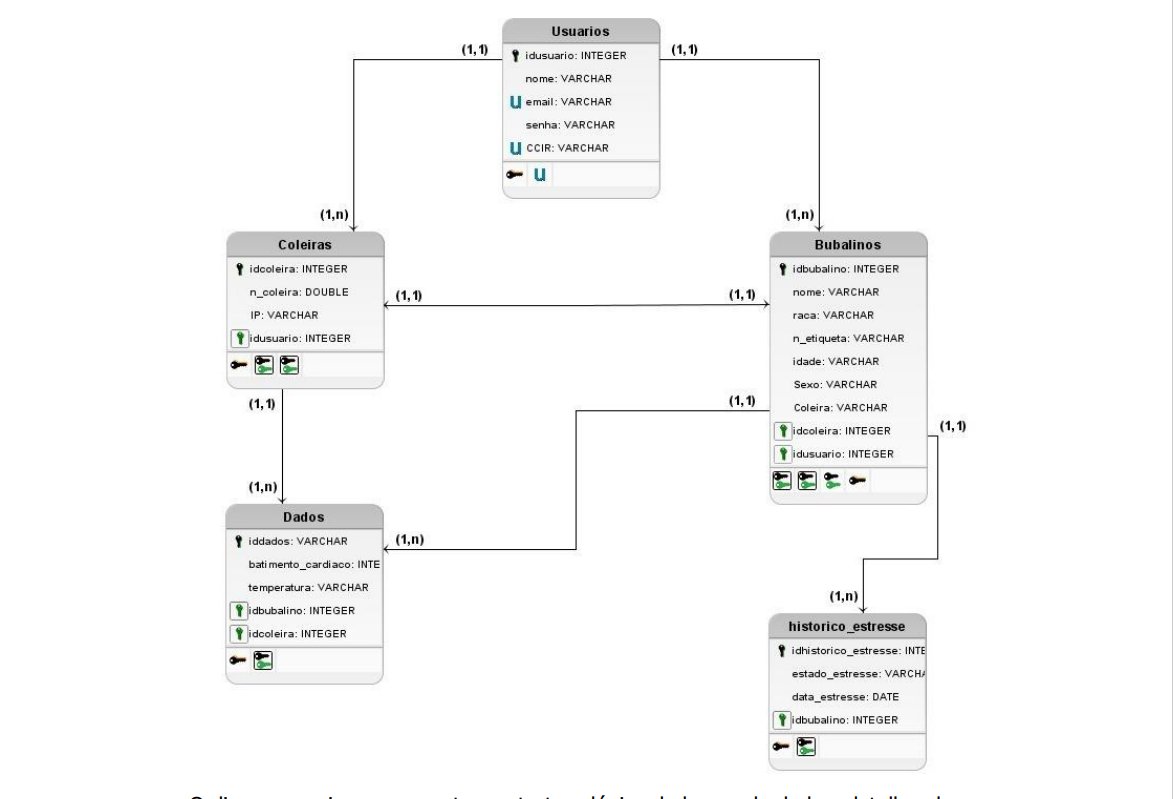 Usuarios
(1,1)
(1,1)
idusuario: INTEGER
nome: VARCHAR
U email: VARCHAR
senha: VARCHAR
U CCIR: VARCHAR
U
(1,n)
(1,n)
Coleiras
idcoleira: INTEGER
n_coleira: DOUBLE
IP: VARCHAR
idusuario: INTEGER
(1,1)
(1,1)
Bubalinos
idbubalino: INTEGER
nome: VARCHAR
raca: VARCHAR
n_etiqueta: VARCHAR
idade: VARCHAR
Sexo: VARCHAR
Coleira: VARCHAR
idcoleira: INTEGER
idusuario: INTEGER
(1,1)
(1,1)
(1,1)
(1,n)
Dados
iddados: VARCHAR
batimento_cardiaco: INTE
temperatura: VARCHAR
idbubalino: INTEGER
idcoleira: INTEGER
(1,n)
(1,n)
historico_estresse
idhistorico_estresse: INTE
estado_estresse: VARCHA
data_estresse: DATE
idbubalino: INTEGER